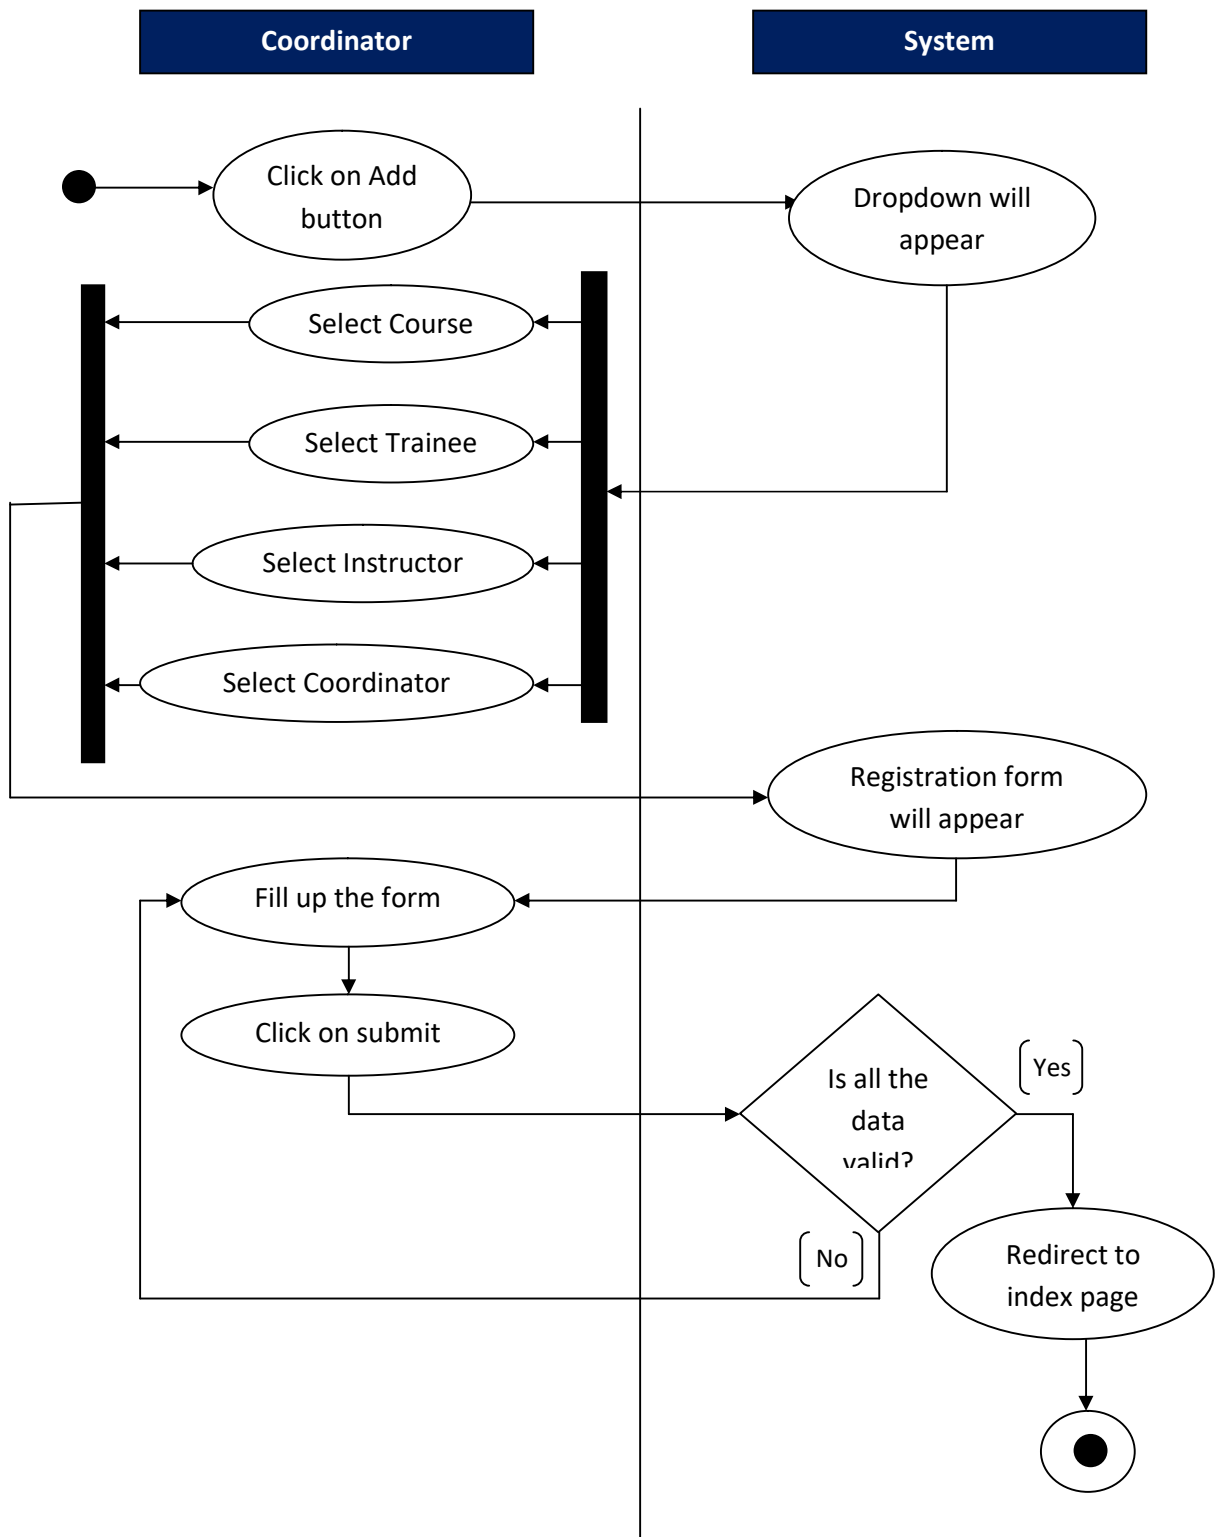 Coordinator
System
Click on Add
button
Dropdown will
appear
Select Course
Select Trainee
Select Instructor
Select Coordinator
Registration form
will appear
Fill up the form
Click on submit
Is all the
data
valid?
Yes
No
Redirect to
index page